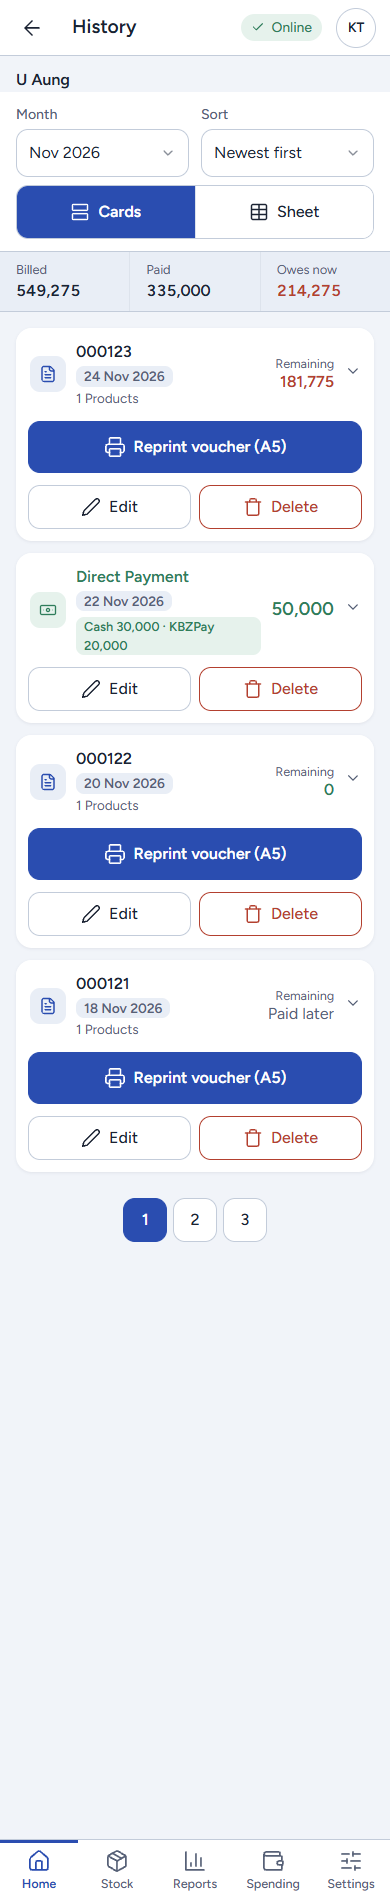 History
Online
KT
U Aung
Month
Sort
Nov 2026
Newest first
Cards
Sheet
Billed
Paid
Owes now
549,275
335,000
214,275
000123
24 Nov 2026
1 Products
Remaining
181,775
Reprint voucher (A5)
Edit
Delete
Direct Payment
22 Nov 2026
Cash 30,000 · KBZPay
20,000
50,000
Edit
Delete
000122
20 Nov 2026
1 Products
Remaining
0
Reprint voucher (A5)
Edit
Delete
000121
18 Nov 2026
1 Products
Remaining
Paid later
Reprint voucher (A5)
Edit
Delete
1
2
3
Home
Stock
Reports
Spending
Settings